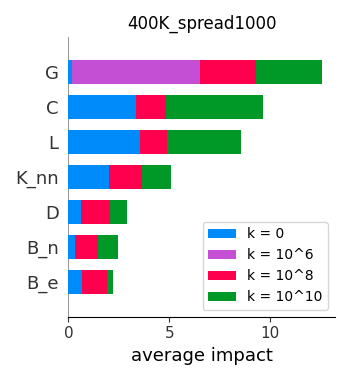 400K_spread1000
G
C
L
K_nn
D
B_n
B_e
k = 0
k = 10^6
k = 10^8
k = 10^10
0 5 10
average impact